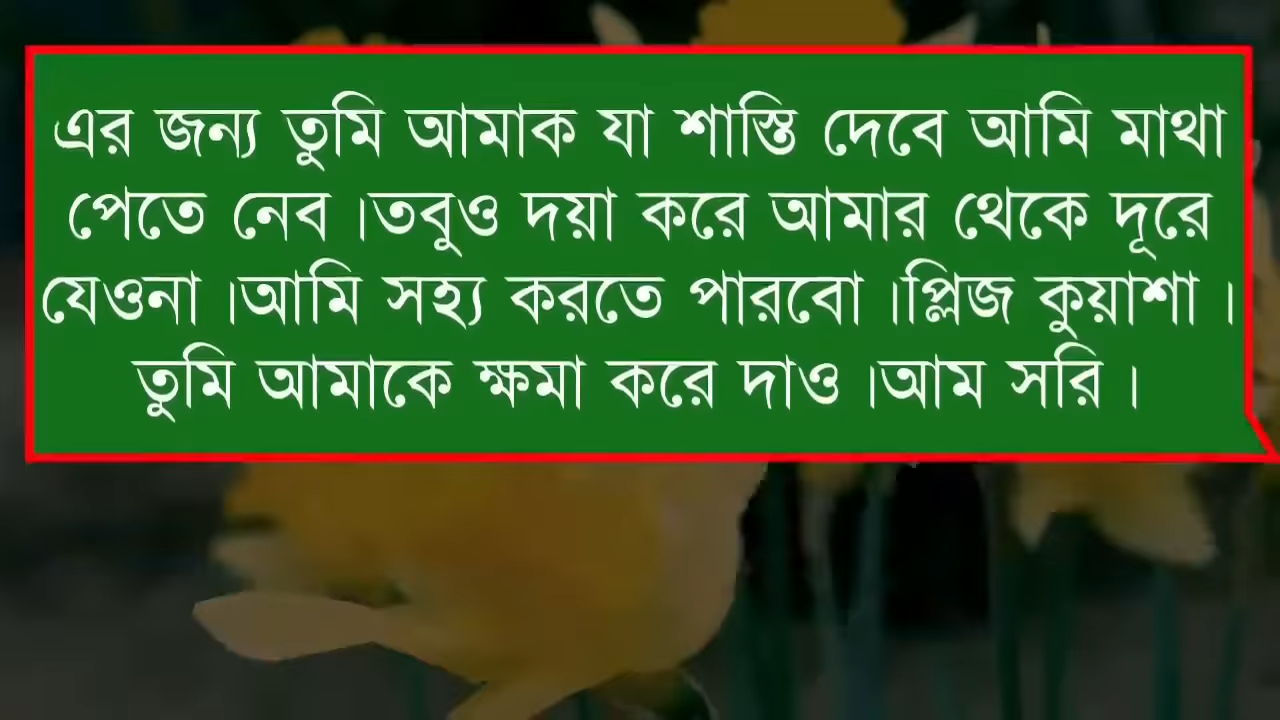 এর জন্য তুমি আমাক যা শাস্তি দেবে আমি মাথা
পেতে নেব।তবুও দয়া করে আমার থেকে দূরে
যেওনা।আমি সহ্য করতে পারবো।প্লিজ কুয়াশা।
তুমি আমাকে ক্ষমা করে দাও।আম সরি।